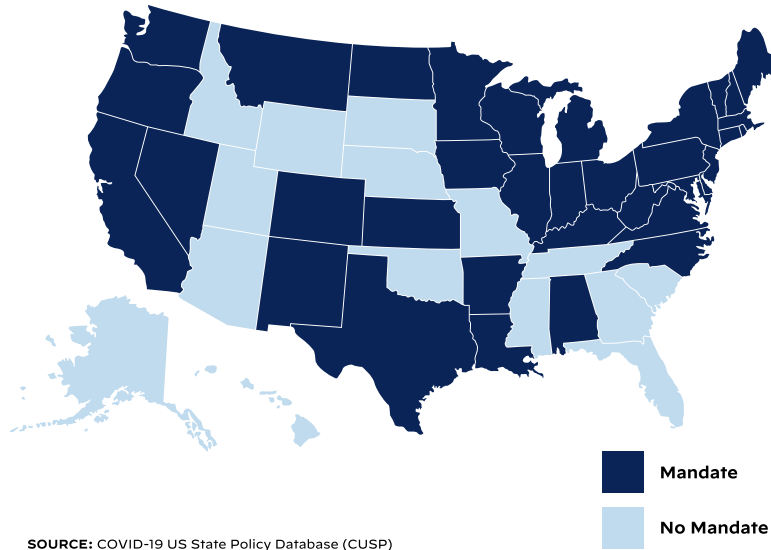 Mandate
No Mandate
SOURCE: COVID-19 US State Policy Database (CUSP)